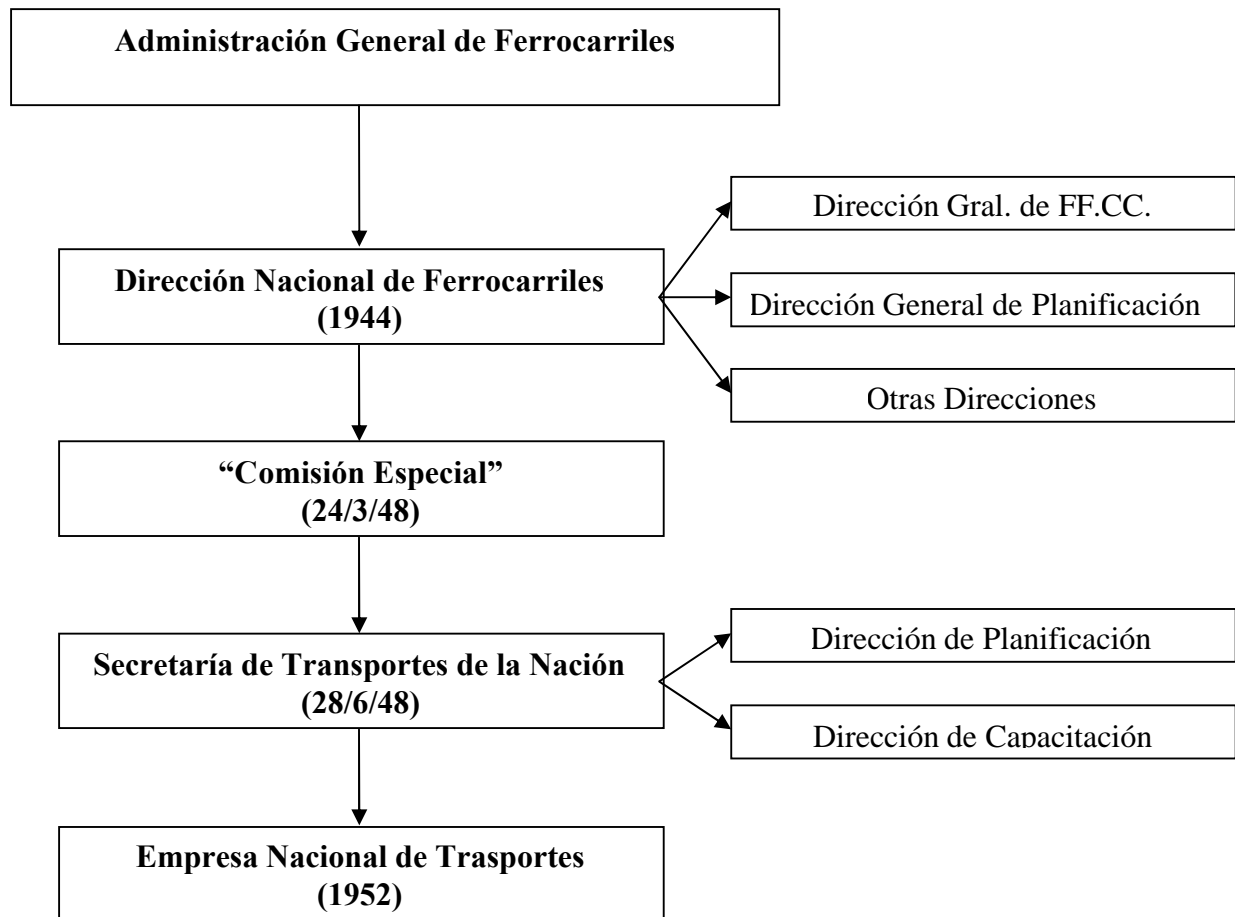 Administración General de Ferrocarriles
Dirección Gral. de FF.CC.
Dirección Nacional de Ferrocarriles
(1944)
Dirección General de Planificación
Otras Direcciones
“Comisión Especial”
(24/3/48)
Dirección de Planificación
Secretaría de Transportes de la Nación
(28/6/48)
Dirección de Capacitación
Empresa Nacional de Trasportes
(1952)